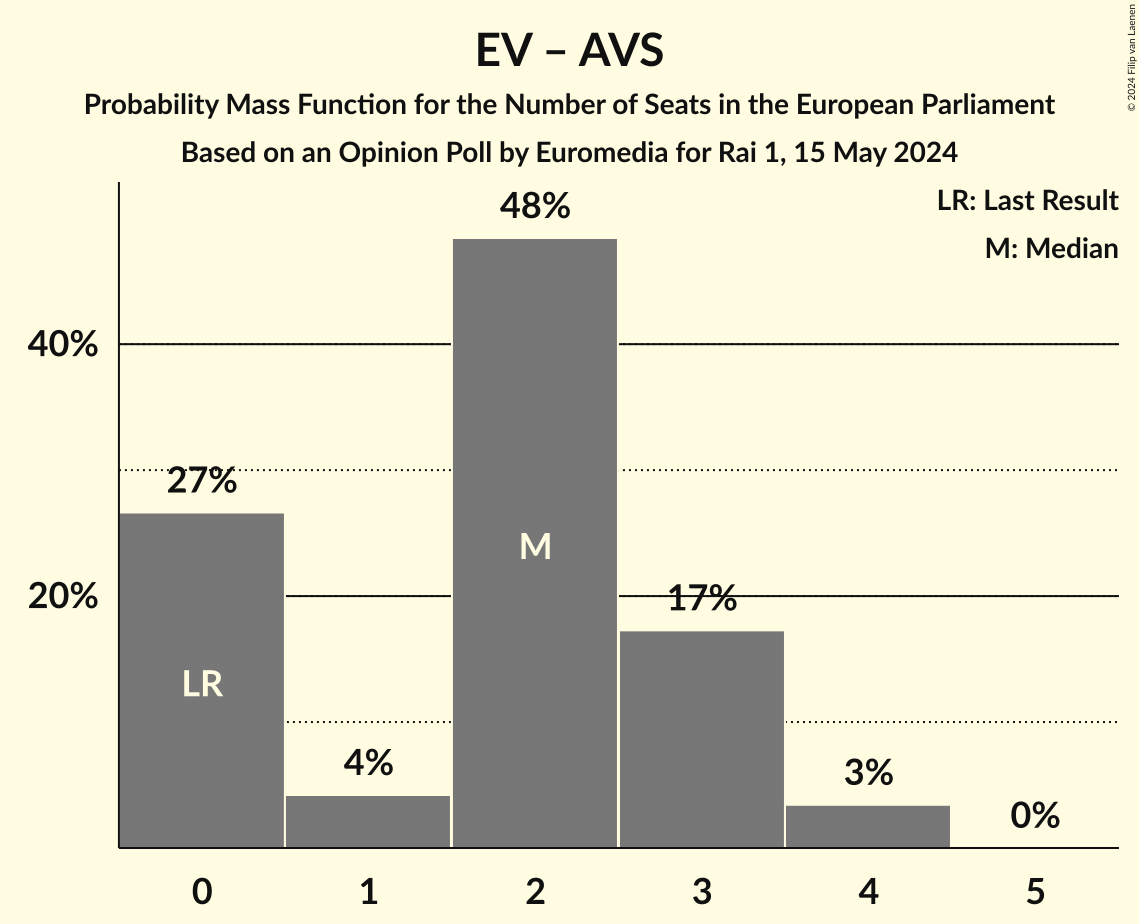 EV – AVS
Probability Mass Function for the Number of Seats in the European Parliament
Based on an Opinion Poll by Euromedia for Rai 1, 15 May 2024
© 2024 Filip van Laenen
LR: Last Result
M: Median
48%
40%
27%
M
20%
17%
LR
4%
3%
0%
0 1 2 3 4 5